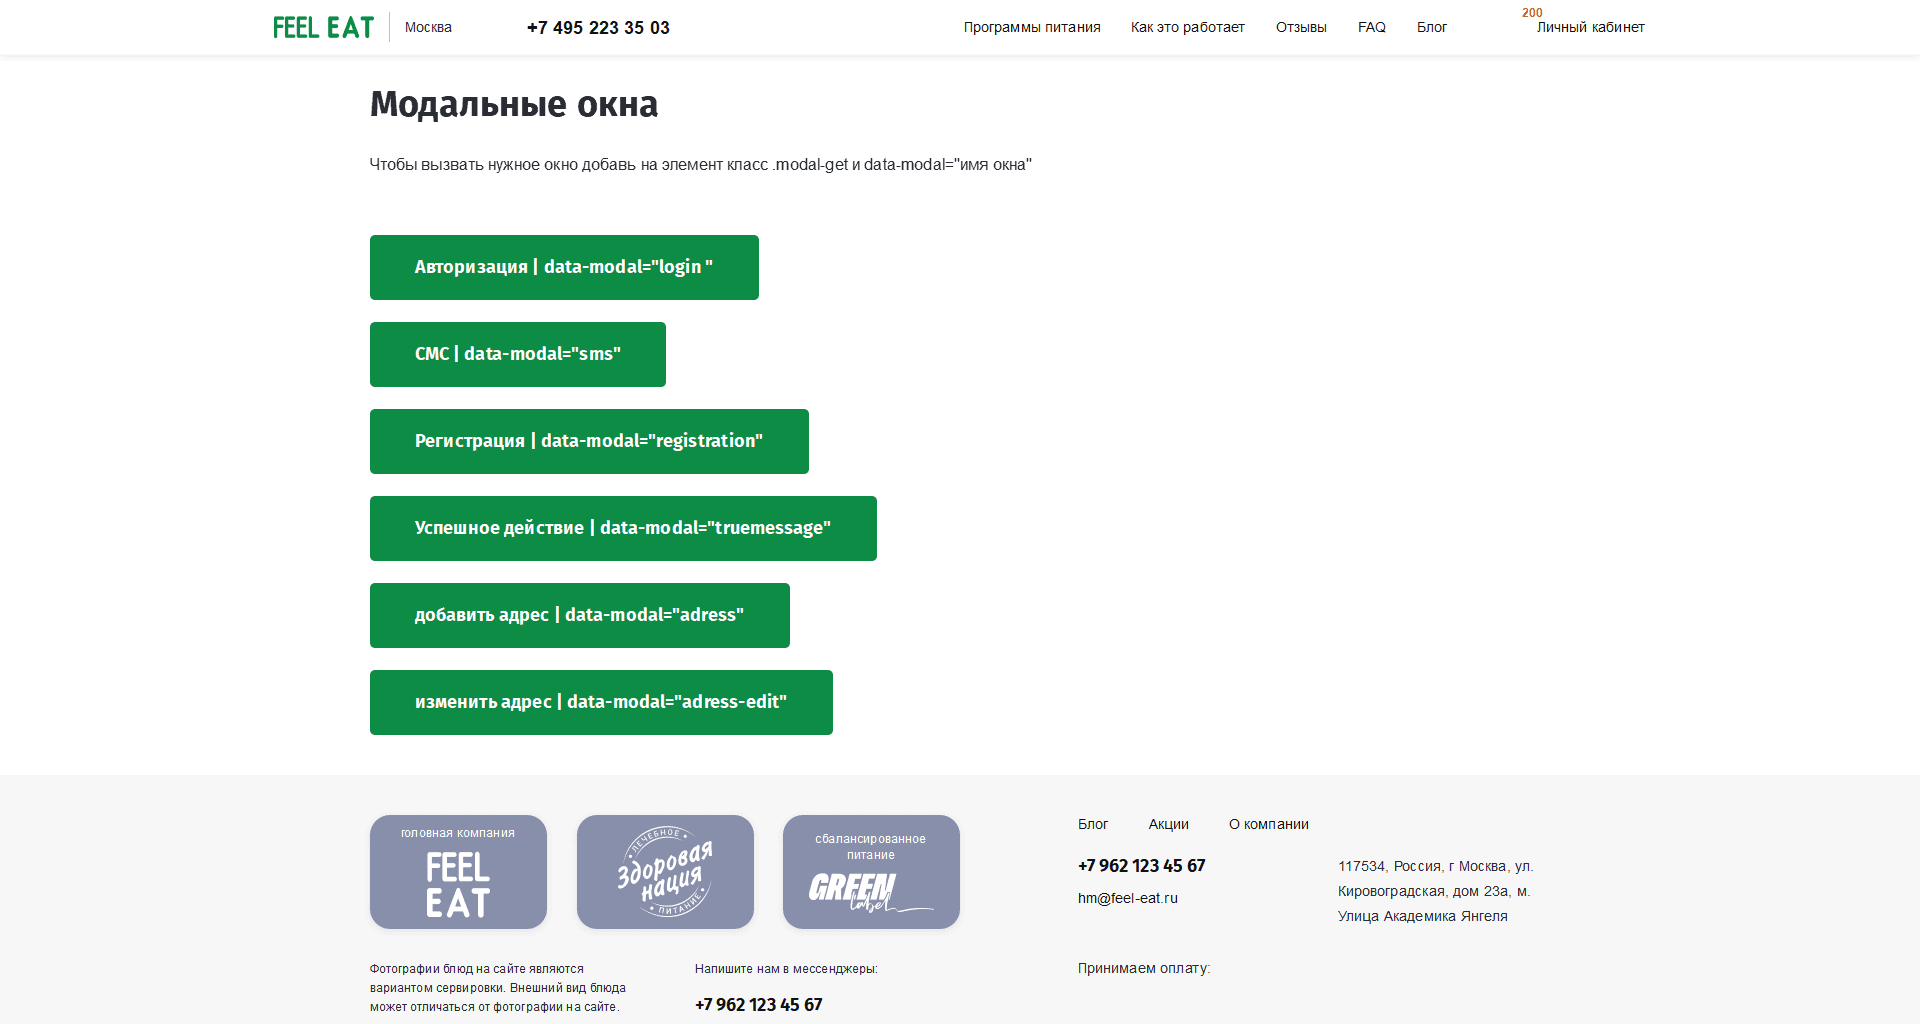 FEEL EAT
Москва
+7 495 223 35 03
Программы питания
Как это работает
Отзывы
FAQ
Блог
200
Личный кабинет
Модальные окна
Чтобы вызвать нужное окно добавь на элемент класс .modal-get и data-modal="имя окна"
Авторизация | data-modal="login "
СМС | data-modal="sms"
Регистрация | data-modal="registration"
Успешное действие | data-modal="truemessage"
добавить адрес | data-modal="adress"
изменить адрес | data-modal="adress-edit"
головная компания
FEEL
EAT
ЛЕЧЕБНОЕ
Здоровая
нация
ПИТАНИЕ
сбалансированное
питание
GREEN
label
Блог
Акции
О компании
+7 962 123 45 67
hm@feel-eat.ru
117534, Россия, г Москва, ул.
Кировоградская, дом 23а, м.
Улица Академика Янгеля
Фотографии блюд на сайте являются
вариантом сервировки. Внешний вид блюда
может отличаться от фотографии на сайте.
Напишите нам в мессенджеры:
+7 962 123 45 67
Принимаем оплату: